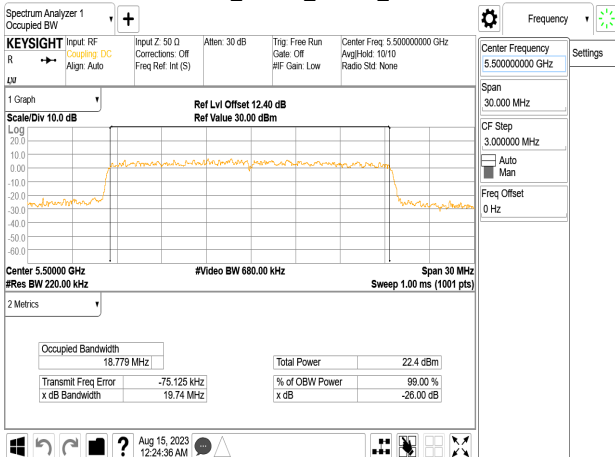 Spectrum Analyzer 1
Occupied BW
Frequency
KEYSIGHT
R
Input: RF
Coupling: DC
Align: Auto
Input Z: 50 Ω
Corrections: Off
Freq Ref: Int (S)
Atten: 30 dB
Trig: Free Run
Gate: Off
#IF Gain: Low
Center Freq: 5.500000000 GHz
Avg|Hold: 10/10
Radio Std: None
LXI
Center Frequency
5.500000000 GHz
Settings
Span
30.000 MHz
CF Step
3.000000 MHz
Auto
Man
Freq Offset
0 Hz
1 Graph
Scale/Div 10.0 dB
Ref Lvl Offset 12.40 dB
Ref Value 30.00 dBm
Log
20.0
10.0
0.00
-10.0
-20.0
-30.0
-40.0
-50.0
-60.0
Center 5.50000 GHz
#Video BW 680.00 kHz
Span 30 MHz
#Res BW 220.00 kHz
Sweep 1.00 ms (1001 pts)
2 Metrics
Occupied Bandwidth
18.779 MHz
Total Power 22.4 dBm
Transmit Freq Error -75.125 kHz
% of OBW Power 99.00 %
x dB Bandwidth 19.74 MHz
x dB -26.00 dB
?
Aug 15, 2023
12:24:36 AM